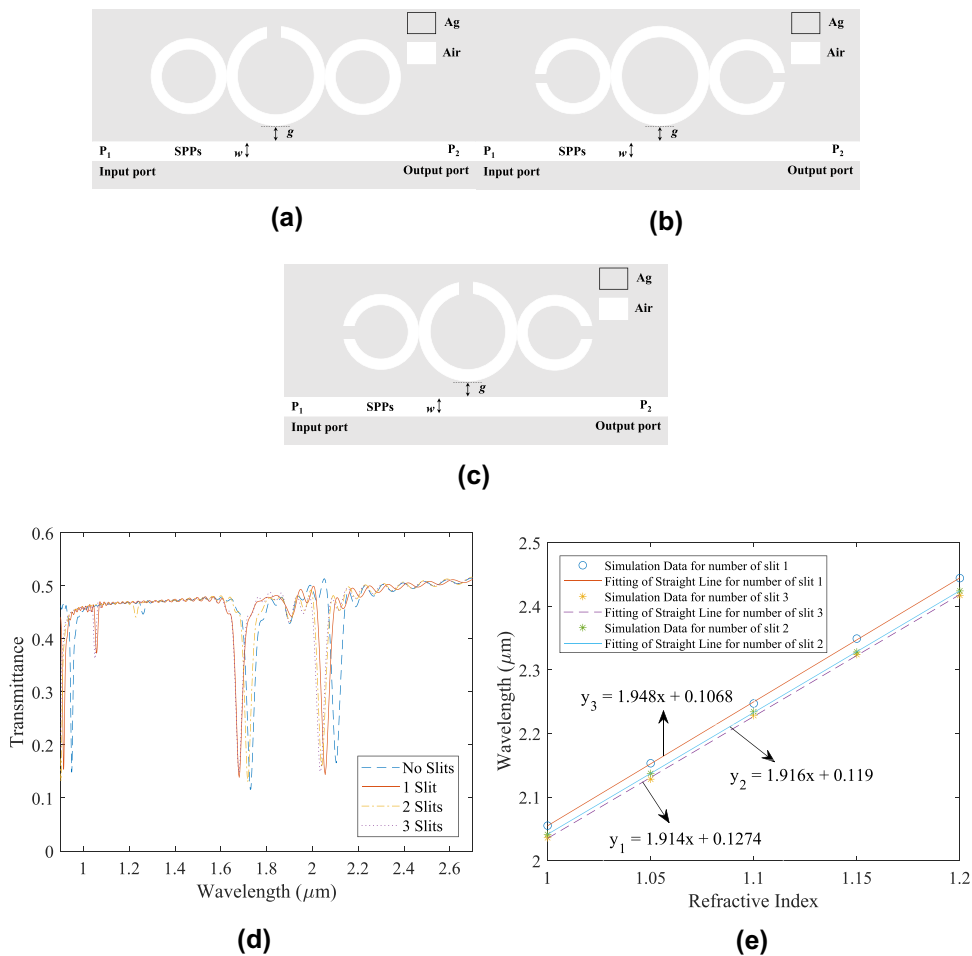 Ag
Air
g
P1 SPPs w P2
Input port Output port
(a)
Ag
Air
g
P1 SPPs w P2
Input port Output port
(b)
Ag
Air
g
P1 SPPs w P2
Input port Output port
(c)
0.6
0.5
0.4
0.3
0.2
0.1
0
Transmittance
No Slits
1 Slit
2 Slits
3 Slits
1 1.2 1.4 1.6 1.8 2 2.2 2.4 2.6
Wavelength (μm)
(d)
2.5
2.4
2.3
2.2
2.1
2
Wavelength (μm)
Simulation Data for number of slit 1
Fitting of Straight Line for number of slit 1
Simulation Data for number of slit 3
Fitting of Straight Line for number of slit 3
Simulation Data for number of slit 2
Fitting of Straight Line for number of slit 2
y3 = 1.948x + 0.1068
y2 = 1.916x + 0.119
y1 = 1.914x + 0.1274
1 1.05 1.1 1.15 1.2
Refractive Index
(e)